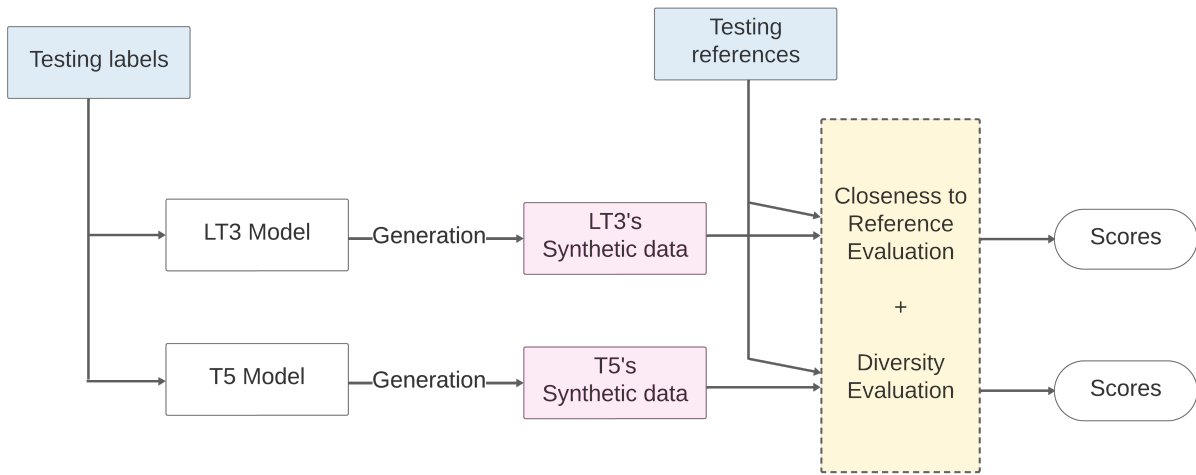 Testing labels
Testing
references
LT3 Model
Generation
LT3's
Synthetic data
Closeness to
Reference
Evaluation
+
Diversity
Evaluation
Scores
T5 Model
Generation
T5's
Synthetic data
Scores